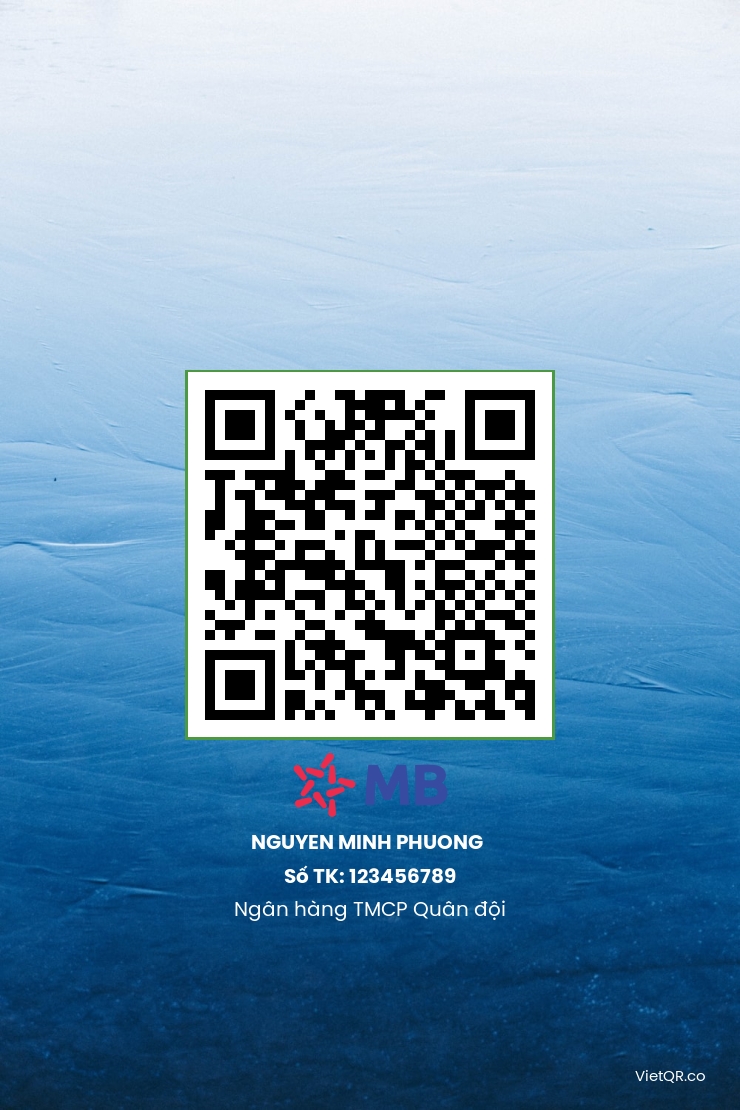 MB
NGUYEN MINH PHUONG
Số TK: 123456789
Ngân hàng TMCP Quân đội
VietQR.co